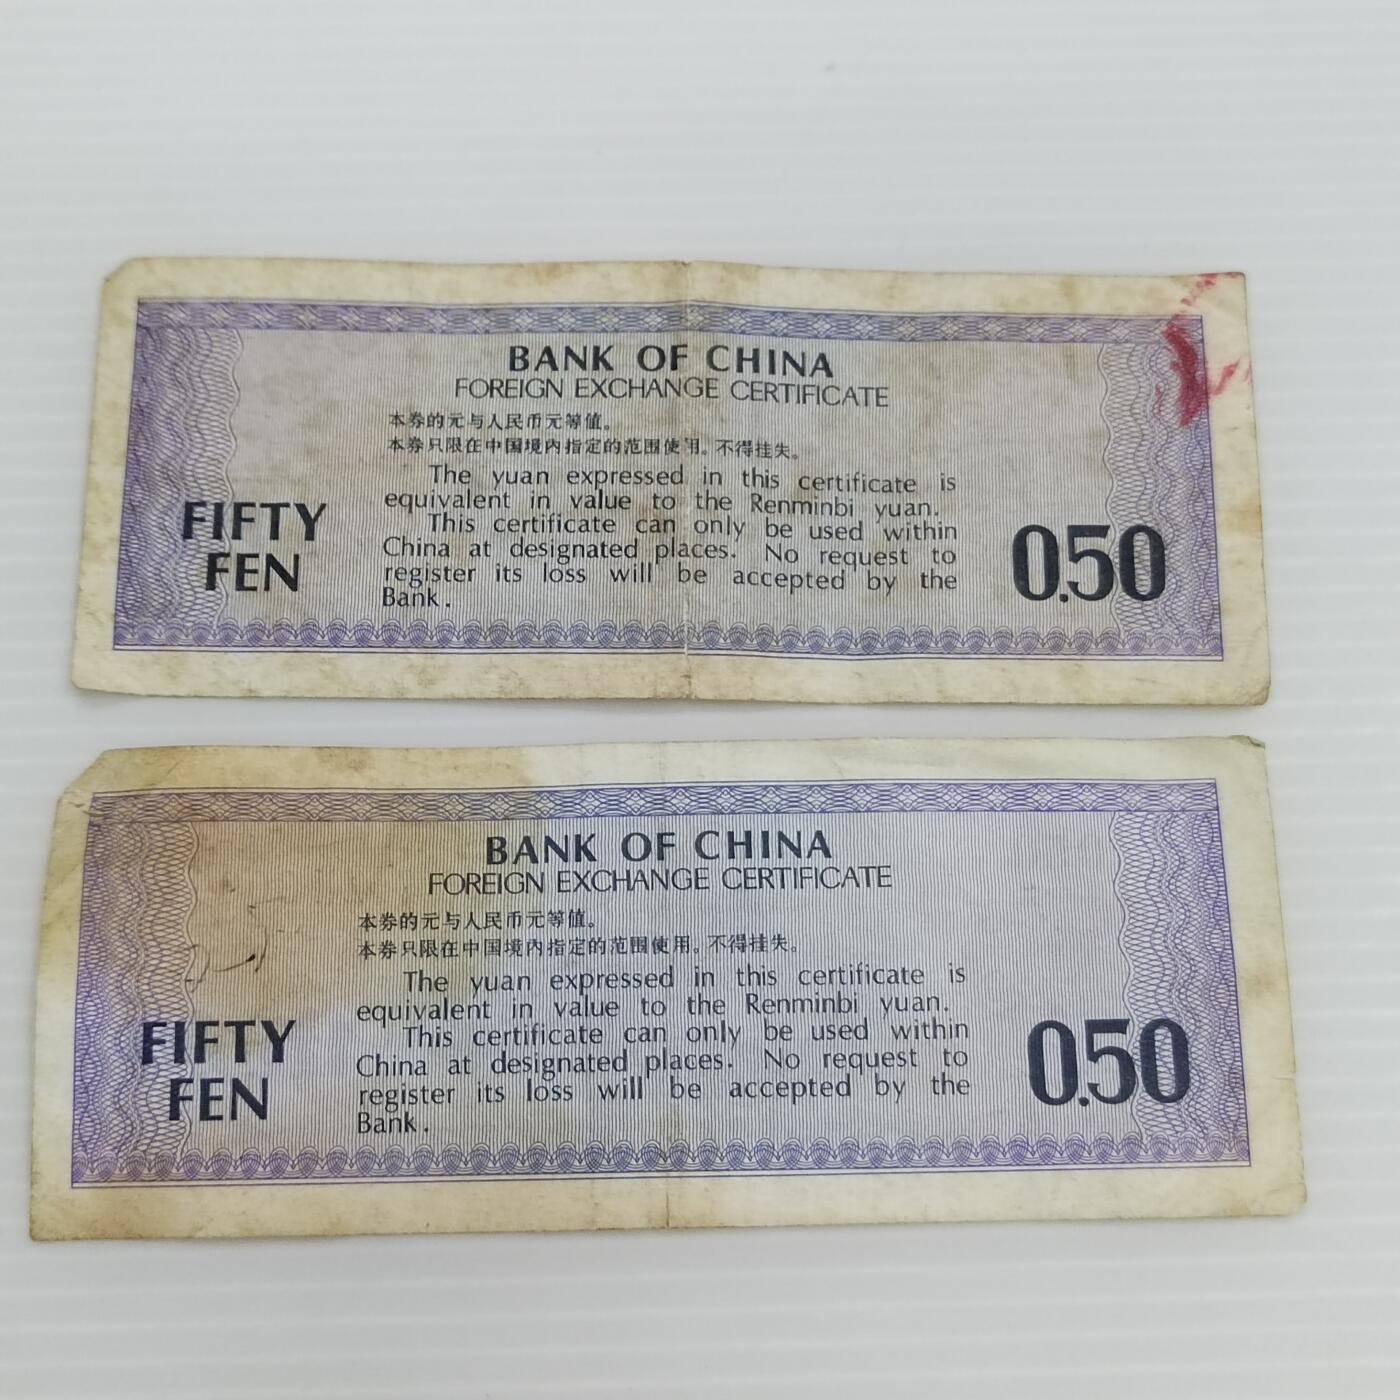 BANK OF CHINA
FOREIGN EXCHANGE CERTIFICATE
本券的元与人民币元等值。
本券只限在中国境内指定的范围使用。不得挂失。
The yuan expressed in this certificate is
equivalent in value to the Renminbi yuan.
This certificate can only be used within
China at designated places. No request to
register its loss will be accepted by the
Bank.
FIFTY
FEN
0.50
BANK OF CHINA
FOREIGN EXCHANGE CERTIFICATE
本券的元与人民币元等值。
本券只限在中国境内指定的范围使用。不得挂失。
The yuan expressed in this certificate is
equivalent in value to the Renminbi yuan.
This certificate can only be used within
China at designated places. No request to
register its loss will be accepted by the
Bank.
FIFTY
FEN
0.50